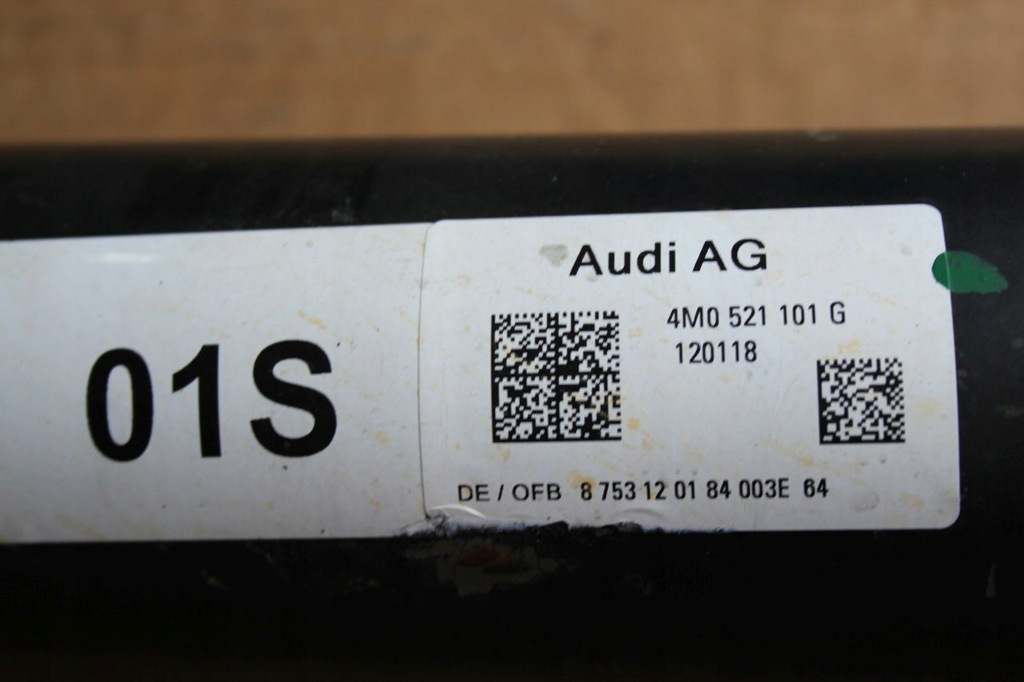 01S
Audi AG
4M0 521 101 G
120118
DE / OFB 8 753 12 01 84 003E 64